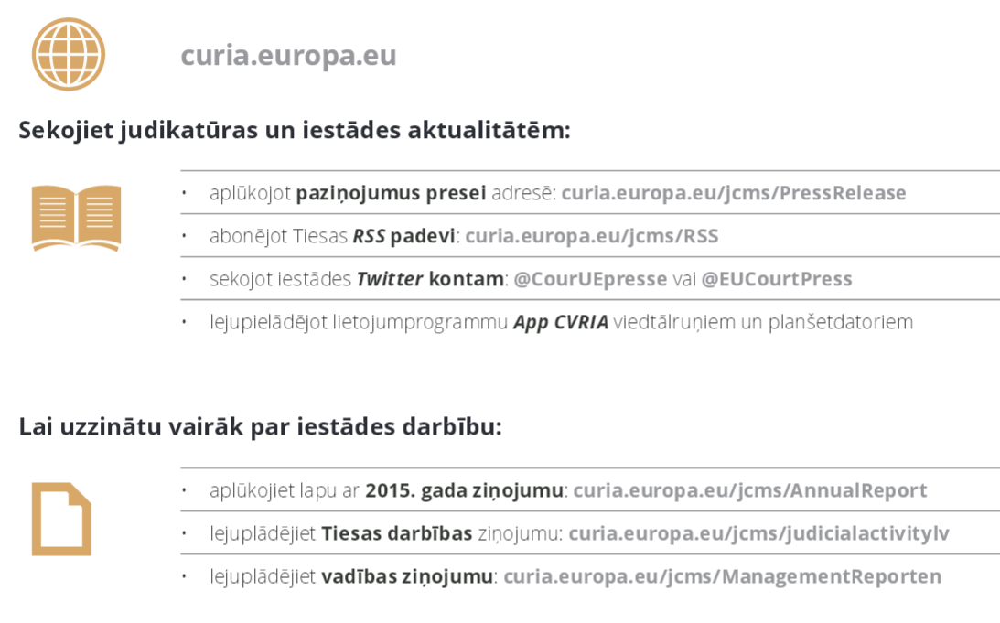 curia.europa.eu
Sekojiet judikatūras un iestādes aktualitātēm:
• aplūkojot paziņojumus presei adresē: curia.europa.eu/jcms/PressRelease
• abonējot Tiesas RSS padevi: curia.europa.eu/jcms/RSS
• sekojot iestādes Twitter kontam: @CourUEpresse vai @EUCourtPress
• lejupielādējot lietojumprogrammu App CVRIA viedtālruņiem un planšetdatoriem
Lai uzzinātu vairāk par iestādes darbību:
• aplūkojiet lapu ar 2015. gada ziņojumu: curia.europa.eu/jcms/AnnualReport
• lejuplādējiet Tiesas darbības ziņojumu: curia.europa.eu/jcms/judicialactivitylv
• lejuplādējiet vadības ziņojumu: curia.europa.eu/jcms/ManagementReporten